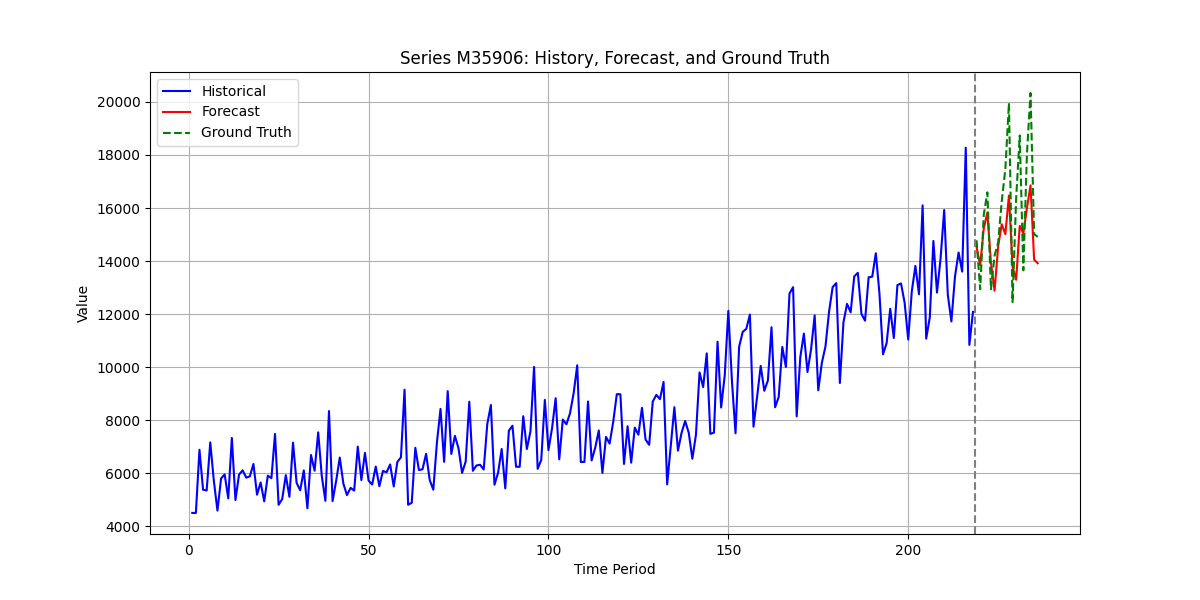 Series M35906: History, Forecast, and Ground Truth
Historical
Forecast
Ground Truth
20000
18000
16000
14000
12000
10000
8000
6000
4000
Value
0
50
100
150
200
Time Period